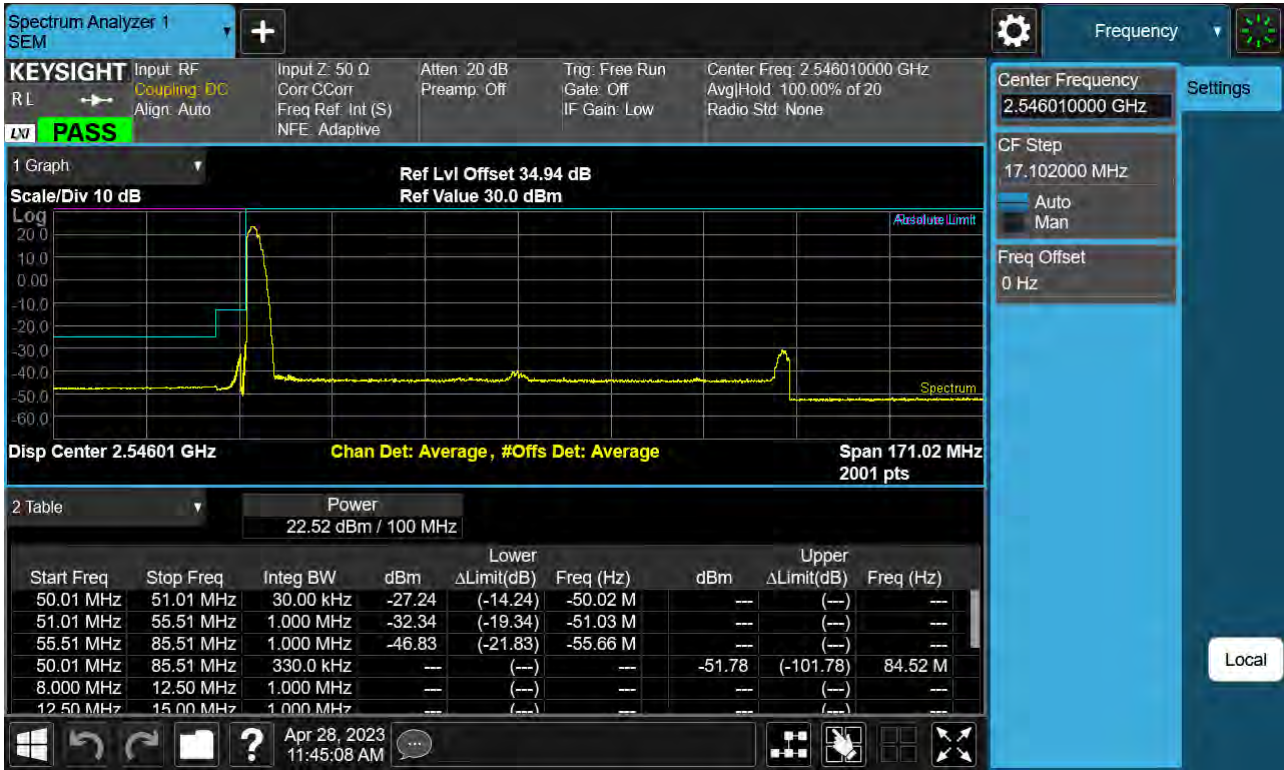 Spectrum Analyzer 1
SEM
Frequency
KEYSIGHT
RL
LXI PASS
Input: RF
Coupling: DC
Align: Auto
Input Z: 50 Ω
Corr CCorr
Freq Ref: Int (S)
NFE: Adaptive
Atten: 20 dB
Preamp: Off
Trig: Free Run
Gate: Off
IF Gain: Low
Center Freq: 2.546010000 GHz
Avg|Hold: 100.00% of 20
Radio Std: None
Center Frequency
2.546010000 GHz
Settings
CF Step
17.102000 MHz
Auto
Man
Freq Offset
0 Hz
Local
1 Graph
Ref Lvl Offset 34.94 dB
Scale/Div 10 dB
Ref Value 30.0 dBm
Log
Absolute Limit
20.0
10.0
0.00
-10.0
-20.0
-30.0
-40.0
-50.0
Spectrum
-60.0
Disp Center 2.54601 GHz
Chan Det: Average, #Offs Det: Average
Span 171.02 MHz
2001 pts
2 Table
Power
22.52 dBm / 100 MHz
Lower Upper
Start Freq Stop Freq Integ BW dBm ΔLimit(dB) Freq (Hz) dBm ΔLimit(dB) Freq (Hz)
50.01 MHz 51.01 MHz 30.00 kHz -27.24 (-14.24) -50.02 M --- (---) ---
51.01 MHz 55.51 MHz 1.000 MHz -32.34 (-19.34) -51.03 M --- (---) ---
55.51 MHz 85.51 MHz 1.000 MHz -46.83 (-21.83) -55.66 M --- (---) ---
50.01 MHz 85.51 MHz 330.0 kHz --- (---) --- -51.78 (-101.78) 84.52 M
8.000 MHz 12.50 MHz 1.000 MHz --- (---) --- --- (---) ---
12.50 MHz 15.00 MHz 1.000 MHz --- (---) --- --- (---) ---
?
Apr 28, 2023
11:45:08 AM